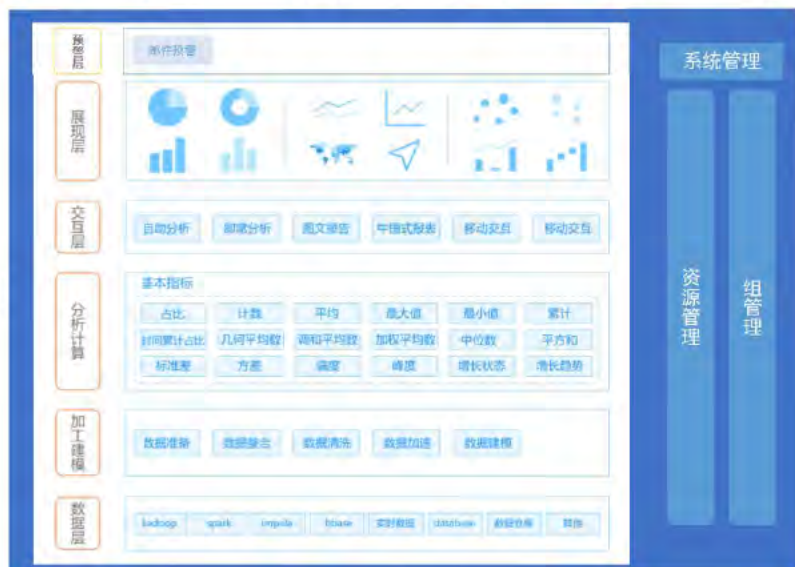 预警层
邮件预警
系统管理
展现层
交互层
自助分析 即席分析 图文报告 中国式报表 移动交互 移动交互
资源管理
组管理
分析计算
基本指标
占比 计数 平均 最大值 最小值 累计
时间累计占比 几何平均数 调和平均数 加权平均数 中位数 平方和
标准差 方差 偏度 峰度 增长状态 增长趋势
加工建模
数据准备 数据整合 数据清洗 数据加速 数据建模
数据层
hadoop spark impala hbase 实时数据 database 数据仓库 其他